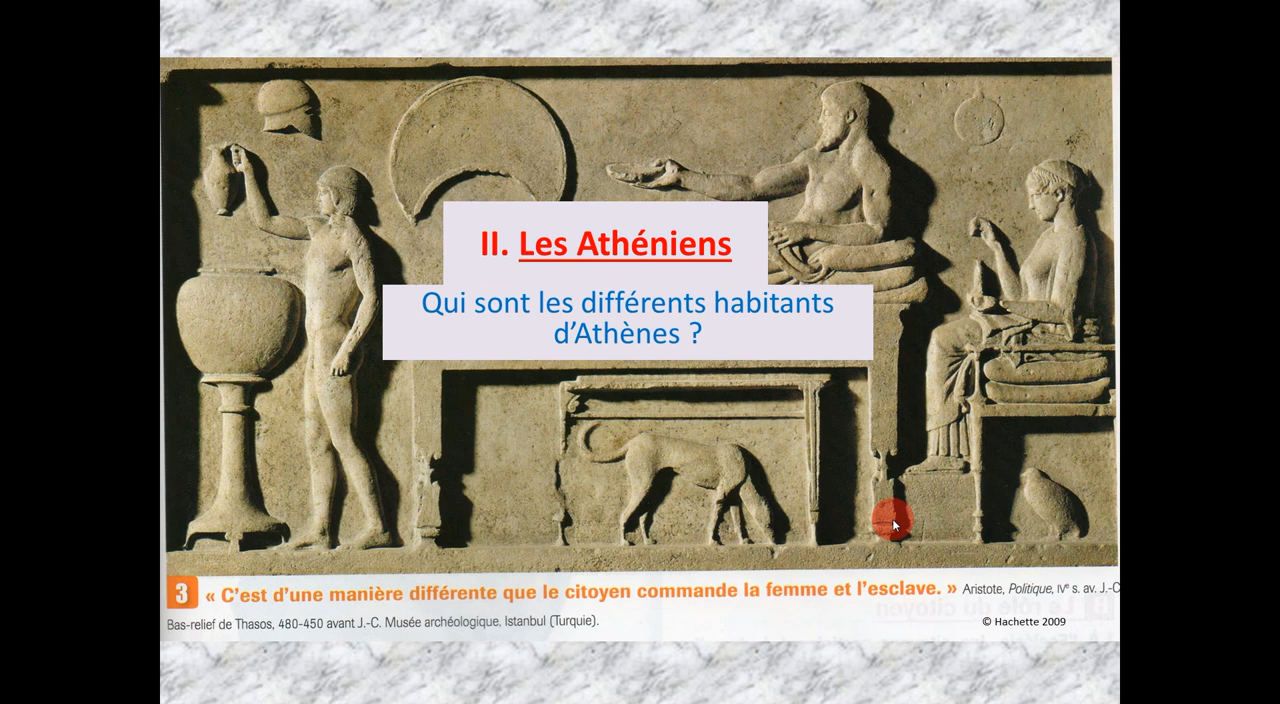 II. Les Athéniens
Qui sont les différents habitants
d’Athènes ?
3 « C’est d’une manière différente que le citoyen commande la femme et l’esclave. » Aristote, Politique, IVe s. av. J.-C
Bas-relief de Thasos, 480-450 avant J.-C. Musée archéologique, Istanbul (Turquie).
© Hachette 2009